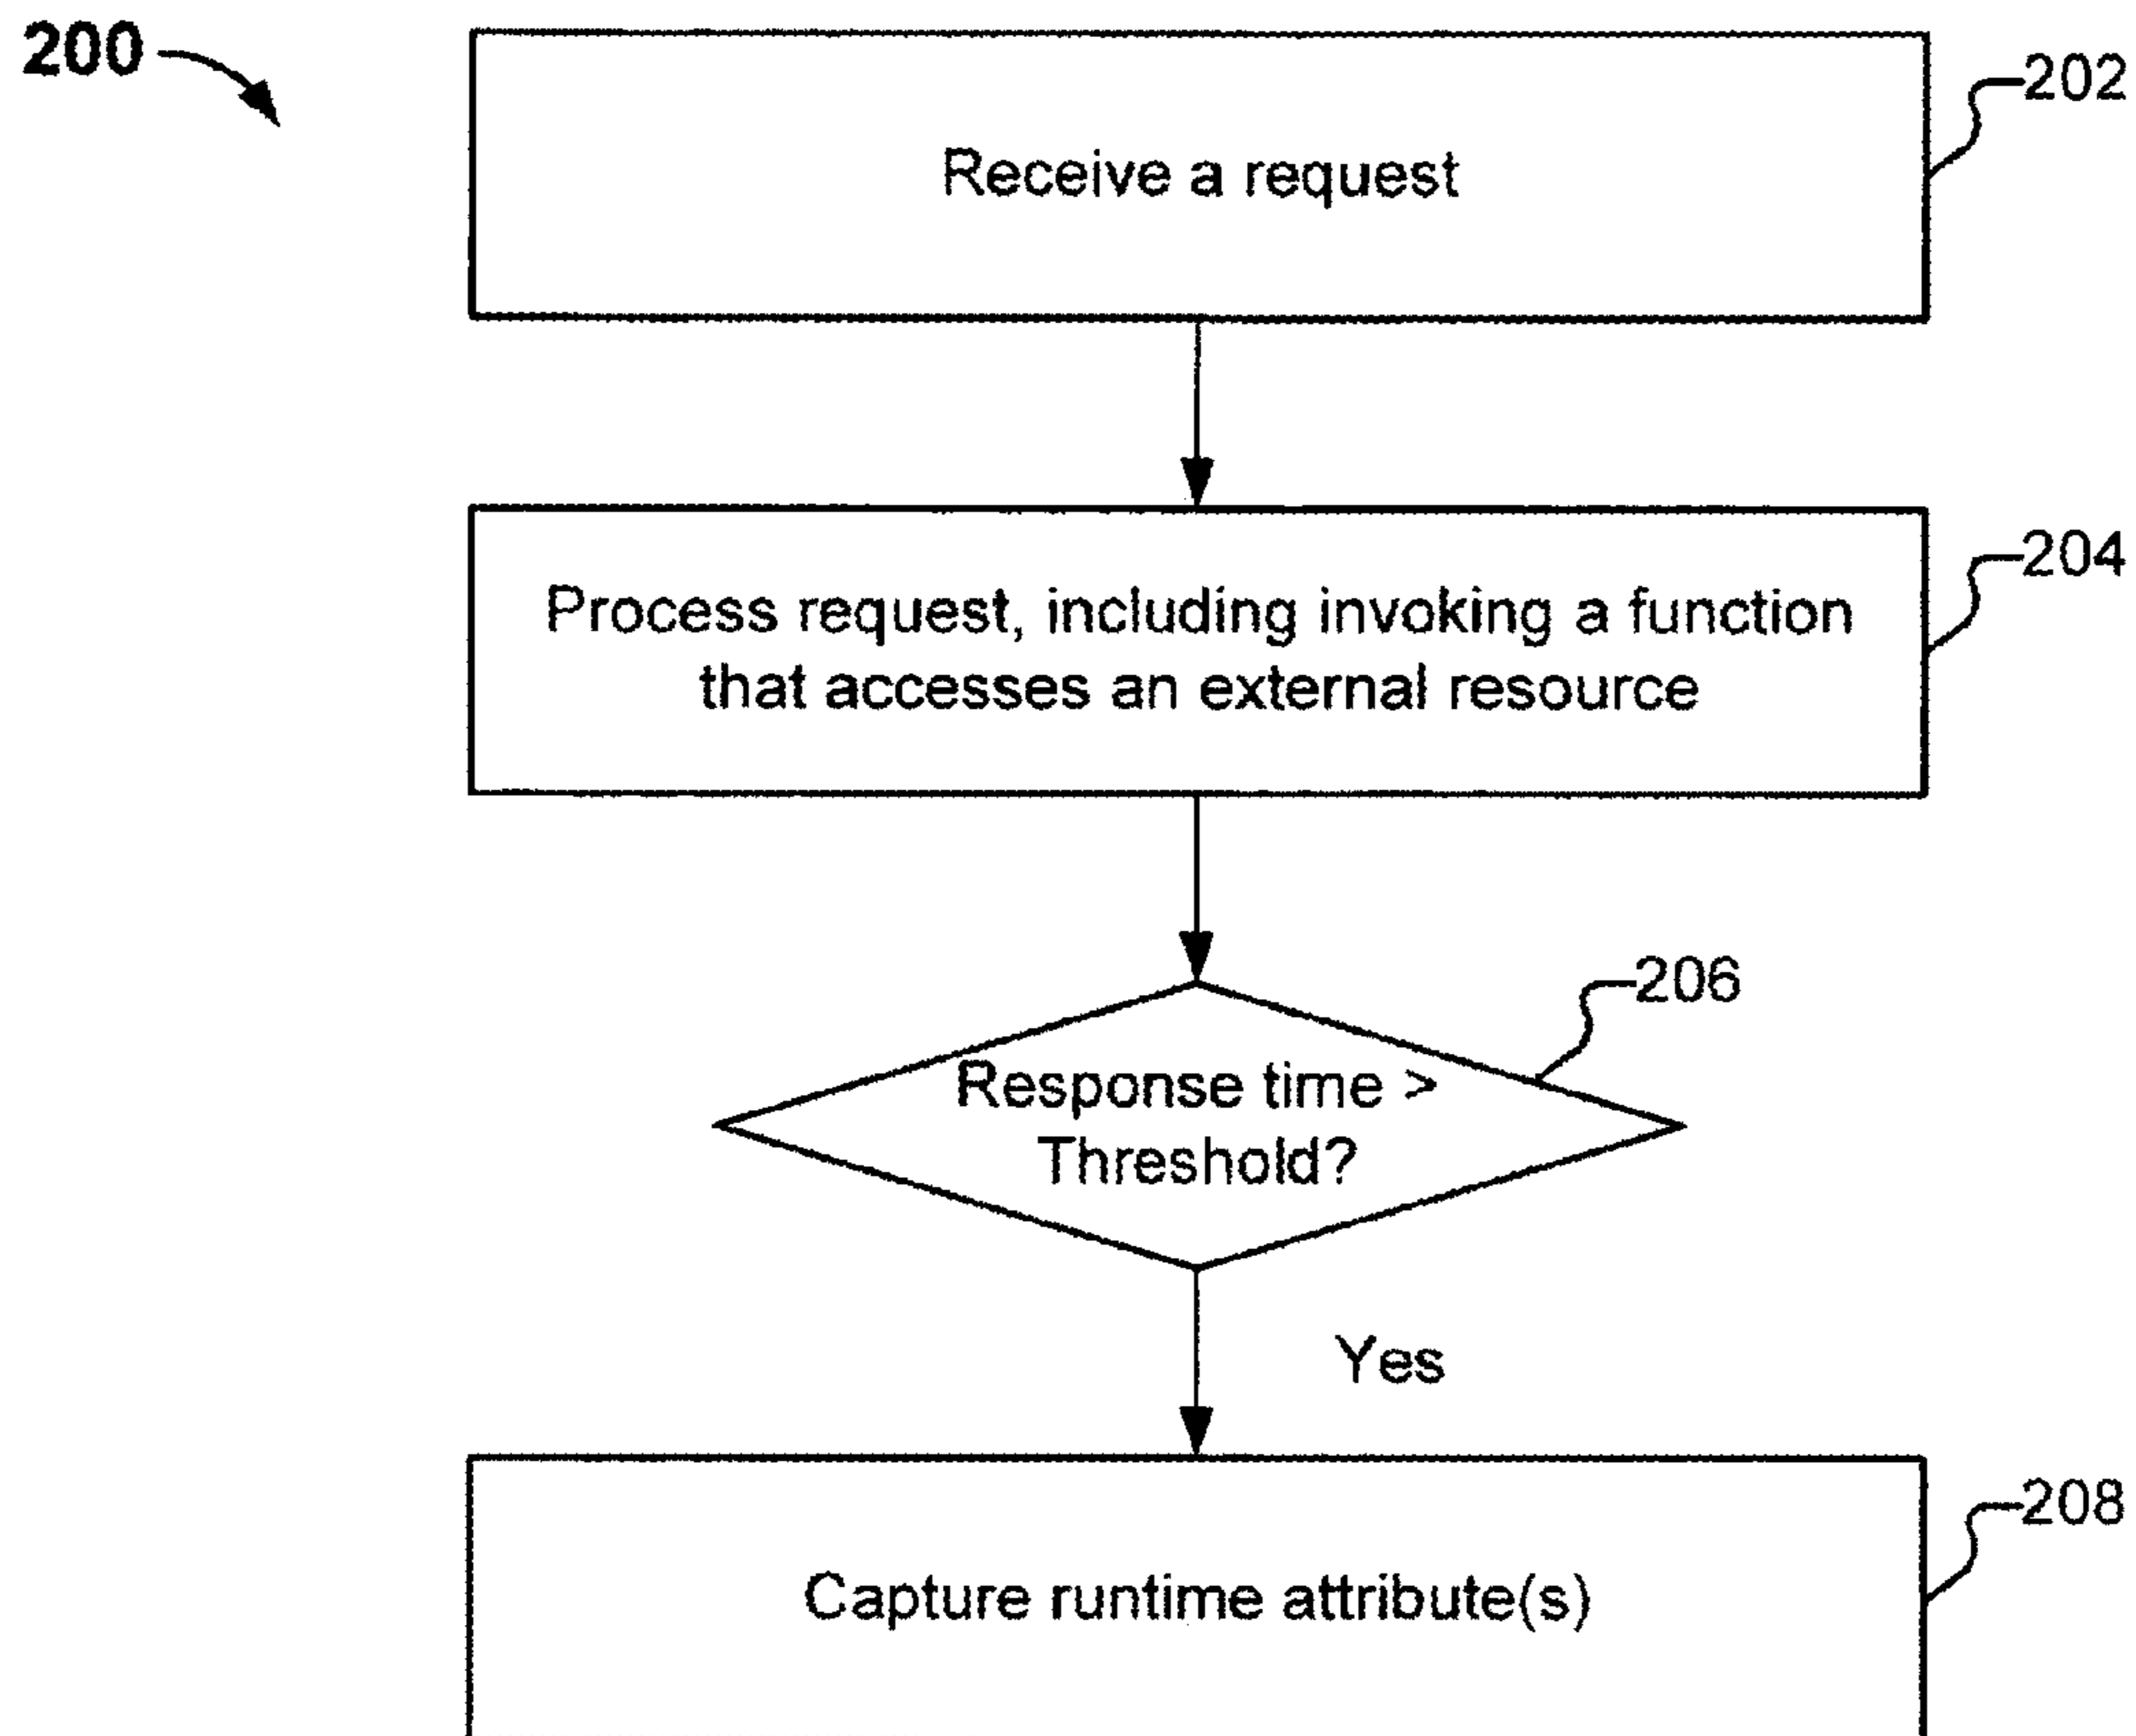 200
202
Receive a request
204
Process request, including invoking a function
that accesses an external resource
206
Response time >
Threshold?
Yes
208
Capture runtime attribute(s)